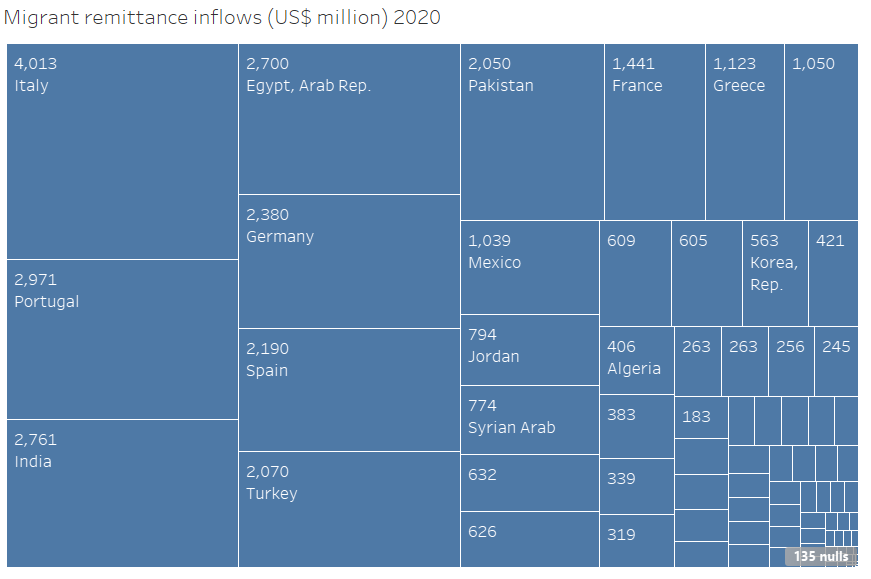 Migrant remittance inflows (US$ million) 2020
4,013
Italy
2,971
Portugal
2,761
India
2,700
Egypt, Arab Rep.
2,380
Germany
2,190
Spain
2,070
Turkey
2,050
Pakistan
1,441
France
1,123
Greece
1,050
1,039
Mexico
794
Jordan
774
Syrian Arab
632
626
609
605
563
Korea,
Rep.
421
406
Algeria
383
339
319
263
263
256
245
183
135 nulls